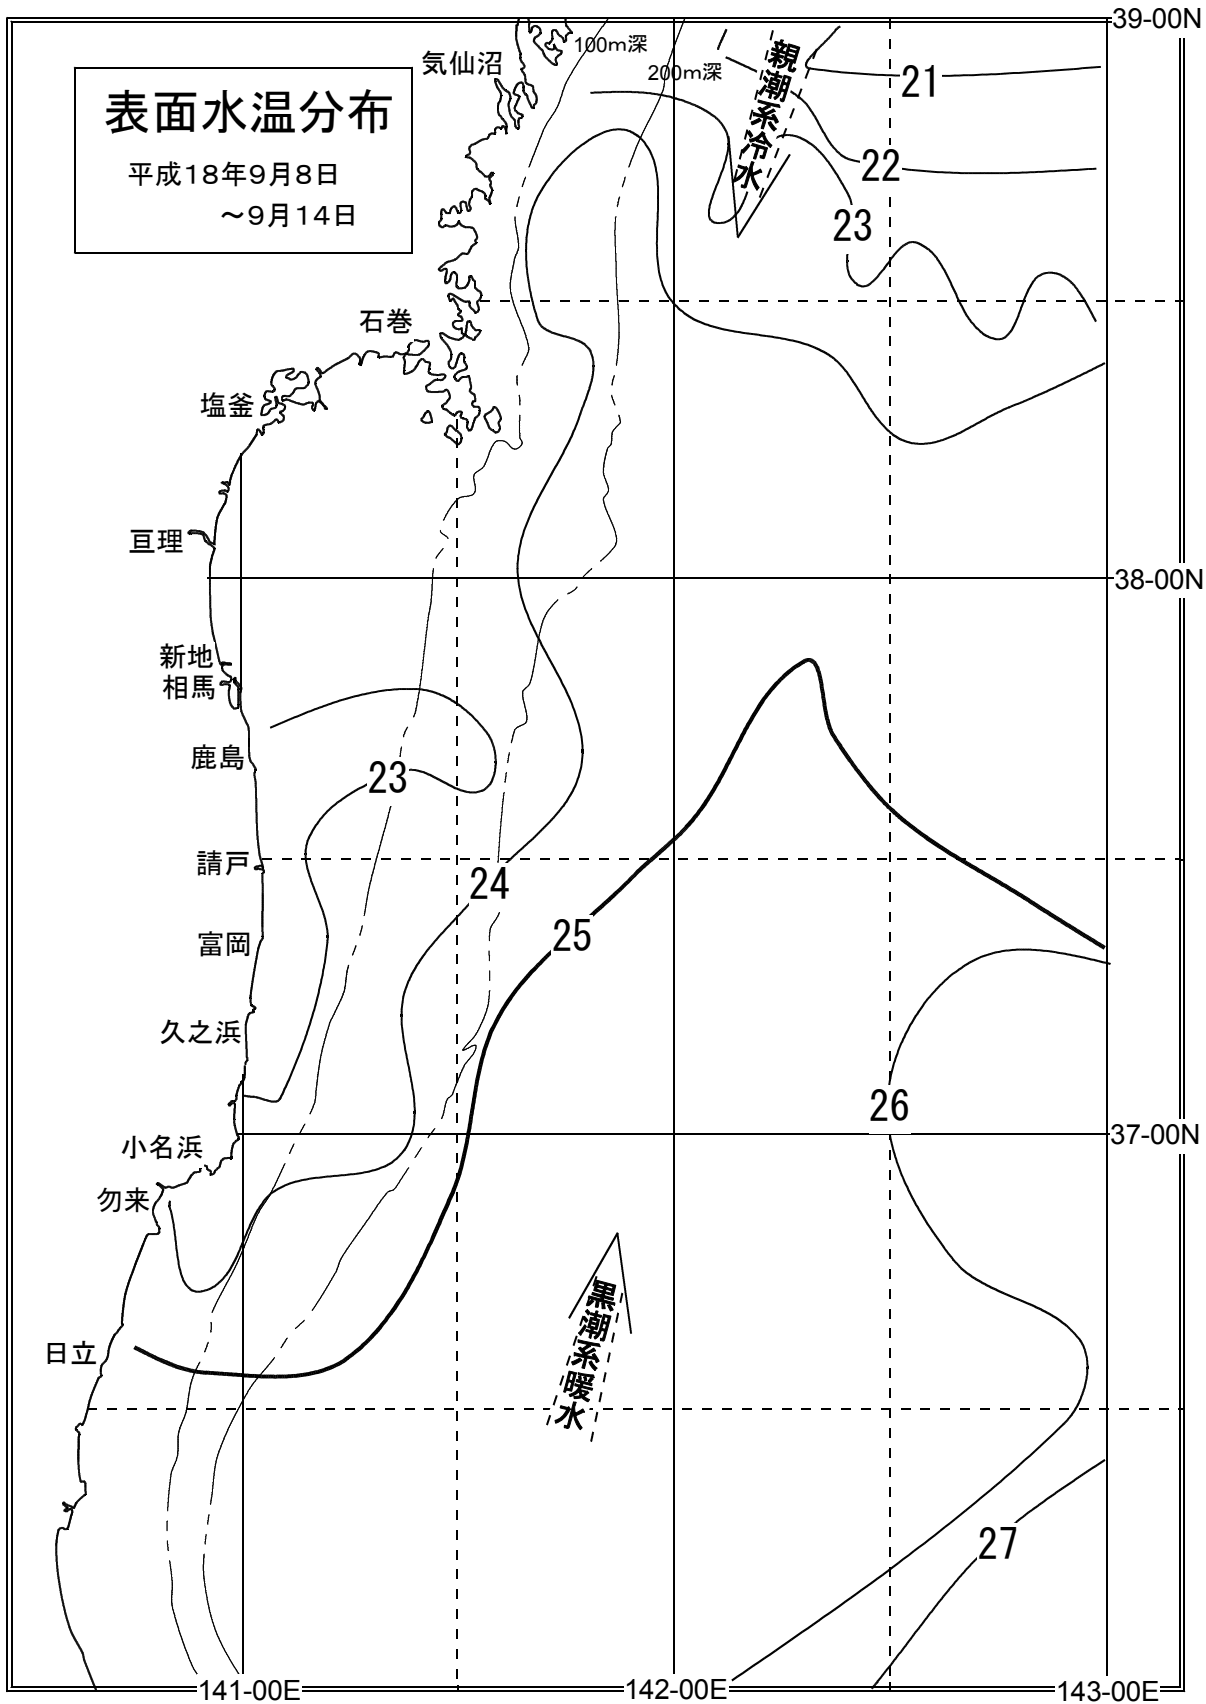 39-00N
100m深
気仙沼
200m深
21
表面水温分布
親潮系冷水
平成18年9月8日
22
~9月14日
23
石巻
塩釜
亘理
38-00N
新地
相馬
鹿島
23
請戸
24
富岡
25
久之浜
26
37-00N
小名浜
勿来
黒潮系暖水
日立
27
141-00E
142-00E
143-00E